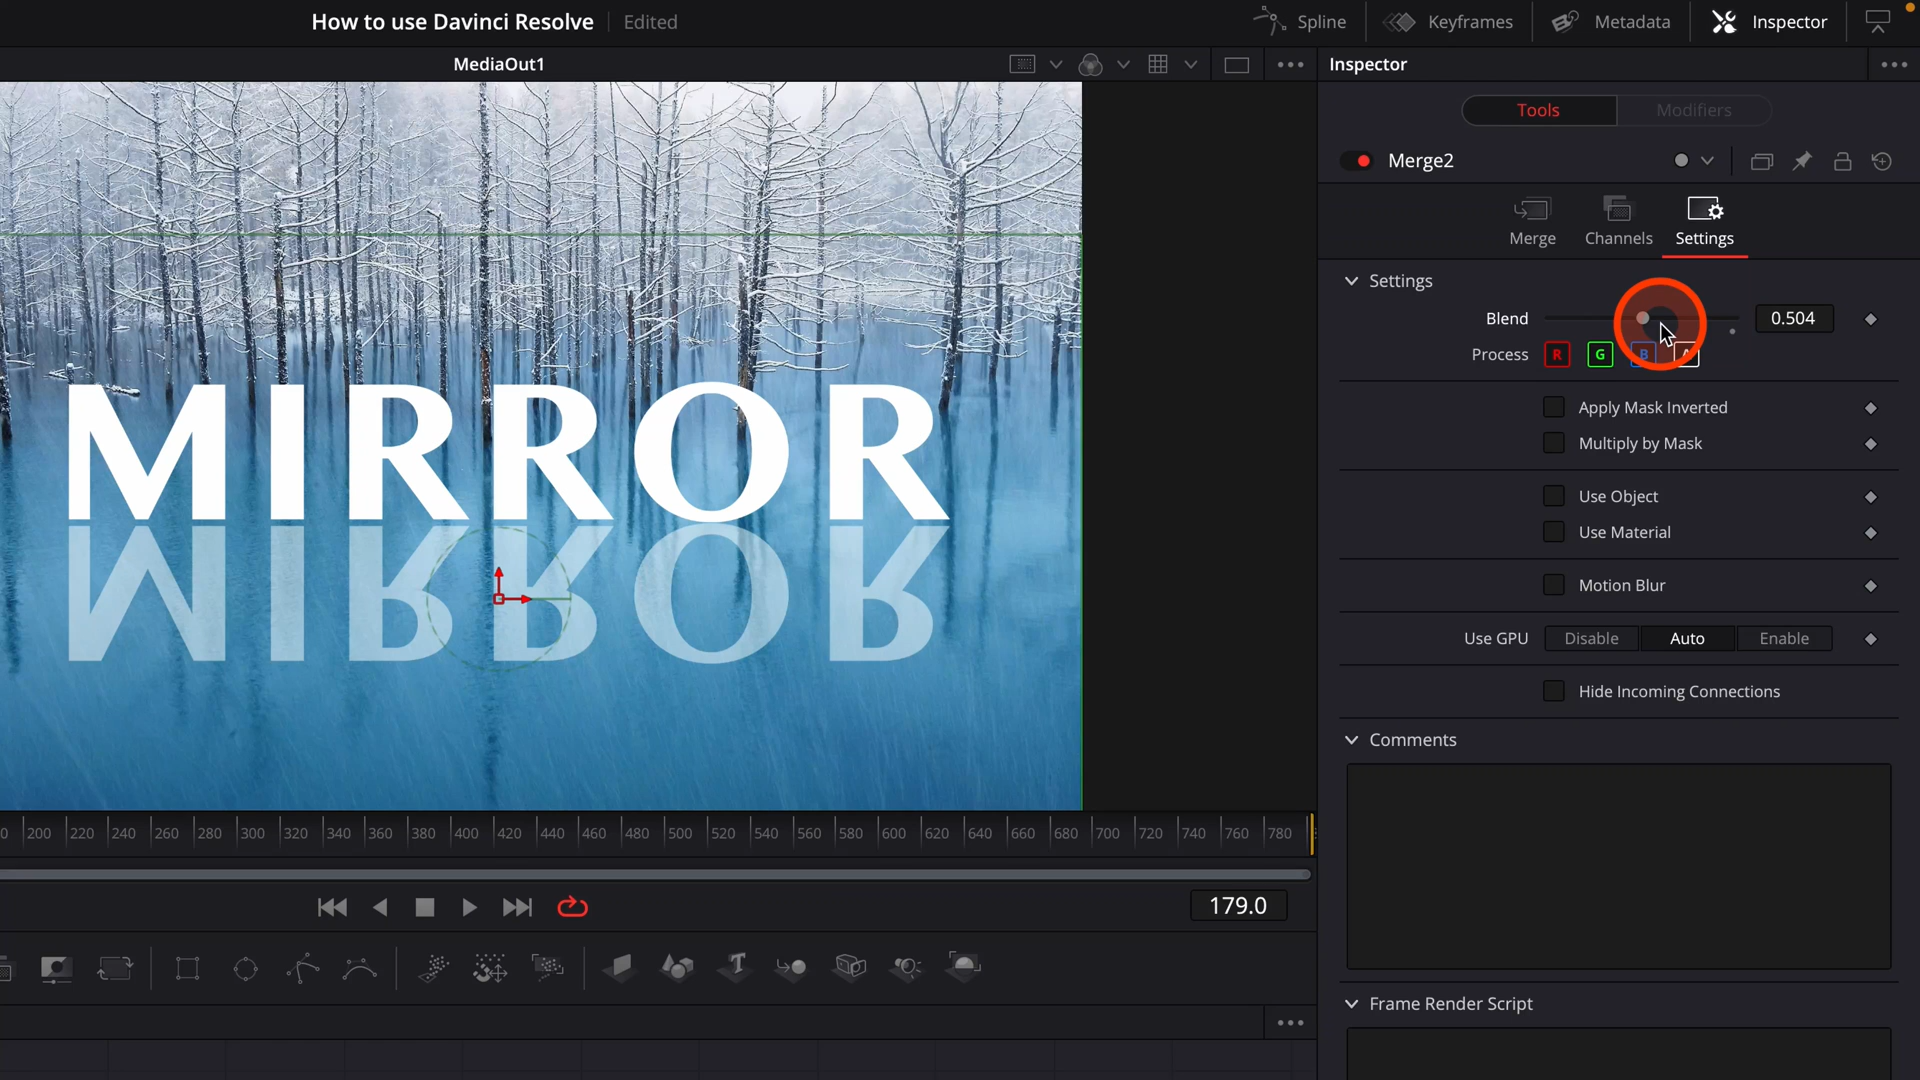 How to use Davinci Resolve Edited
Spline Keyframes Metadata Inspector
MediaOut1
Inspector
Tools Modifiers
Merge2
Merge Channels Settings
Settings
Blend 0.504
Process R G B A
Apply Mask Inverted
Multiply by Mask
MIRROR
MIRROR
Use Object
Use Material
Motion Blur
Use GPU Disable Auto Enable
Hide Incoming Connections
Comments
0 200 220 240 260 280 300 320 340 360 380 400 420 440 460 480 500 520 540 560 580 600 620 640 660 680 700 720 740 760 780
179.0
T
Frame Render Script